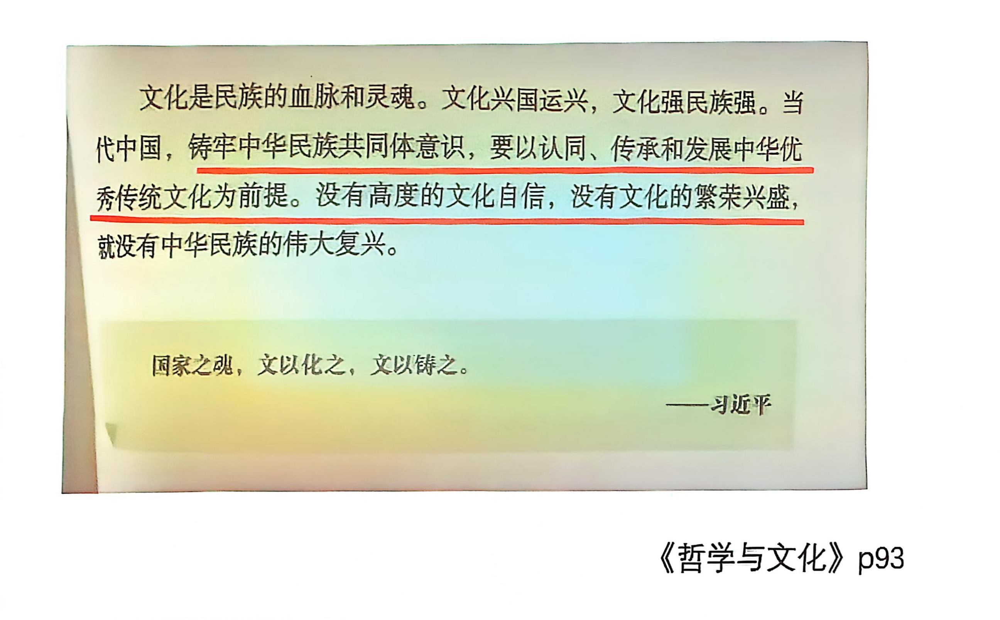 文化是民族的血脉和灵魂。文化兴国运兴，文化强民族强。当
代中国，铸牢中华民族共同体意识，要以认同、传承和发展中华优
秀传统文化为前提。没有高度的文化自信，没有文化的繁荣兴盛，
就没有中华民族的伟大复兴。
国家之魂，文以化之，文以铸之。
——习近平
《哲学与文化》p93